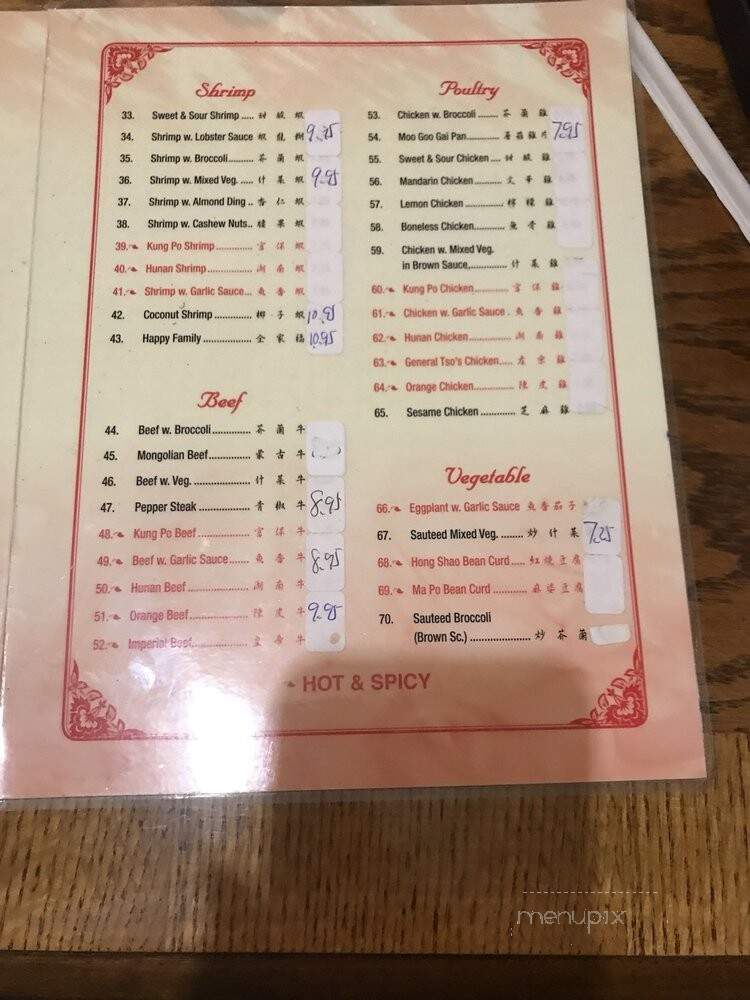 Shrimp
33. Sweet & Sour Shrimp ..... 甜 酸 蝦
34. Shrimp w. Lobster Sauce 蝦 龍 糊 9.95
35. Shrimp w. Broccoli......... 芥 蘭 蝦
36. Shrimp w. Mixed Veg. .... 什 菜 蝦 9.95
37. Shrimp w. Almond Ding .. 杏 仁 蝦
38. Shrimp w. Cashew Nuts.. 腰 果 蝦
39. Kung Po Shrimp ............. 宮 保 蝦
40. Hunan Shrimp ................ 湖 南 蝦
41. Shrimp w. Garlic Sauce... 魚 香 蝦
42. Coconut Shrimp ............. 椰 子 蝦 10.95
43. Happy Family ................. 全 家 福 10.95
Beef
44. Beef w. Broccoli.............. 芥 蘭 牛
45. Mongolian Beef............... 蒙 古 牛
46. Beef w. Veg. ................... 什 菜 牛
47. Pepper Steak .................. 青 椒 牛 8.95
48. Kung Po Beef ................. 宮 保 牛
49. Beef w. Garlic Sauce....... 魚 香 牛 8.95
50. Hunan Beef .................... 湖 南 牛
51. Orange Beef ................... 陳 皮 牛 9.95
52. Imperial Beef.................. 皇 帝 牛
Poultry
53. Chicken w. Broccoli ....... 芥 蘭 雞
54. Moo Goo Gai Pan............ 蘑 菇 雞 片 7.95
55. Sweet & Sour Chicken .... 甜 酸 雞
56. Mandarin Chicken .......... 文 華 雞
57. Lemon Chicken .............. 檸 檬 雞
58. Boneless Chicken............ 無 骨 雞
59. Chicken w. Mixed Veg.
in Brown Sauce,............. 什 菜 雞
60. Kung Po Chicken............. 宮 保 雞
61. Chicken w. Garlic Sauce . 魚 香 雞
62. Hunan Chicken................ 湖 南 雞
63. General Tso's Chicken..... 左 宗 雞
64. Orange Chicken............... 陳 皮 雞
65. Sesame Chicken ............. 芝 麻 雞
Vegetable
66. Eggplant w. Garlic Sauce 魚 香 茄 子
67. Sauteed Mixed Veg. ........ 炒 什 菜 7.25
68. Hong Shao Bean Curd .... 紅 燒 豆 腐
69. Ma Po Bean Curd ........... 麻 婆 豆 腐
70. Sauteed Broccoli
(Brown Sc.) ..................... 炒 芥 蘭
HOT & SPICY
menupix